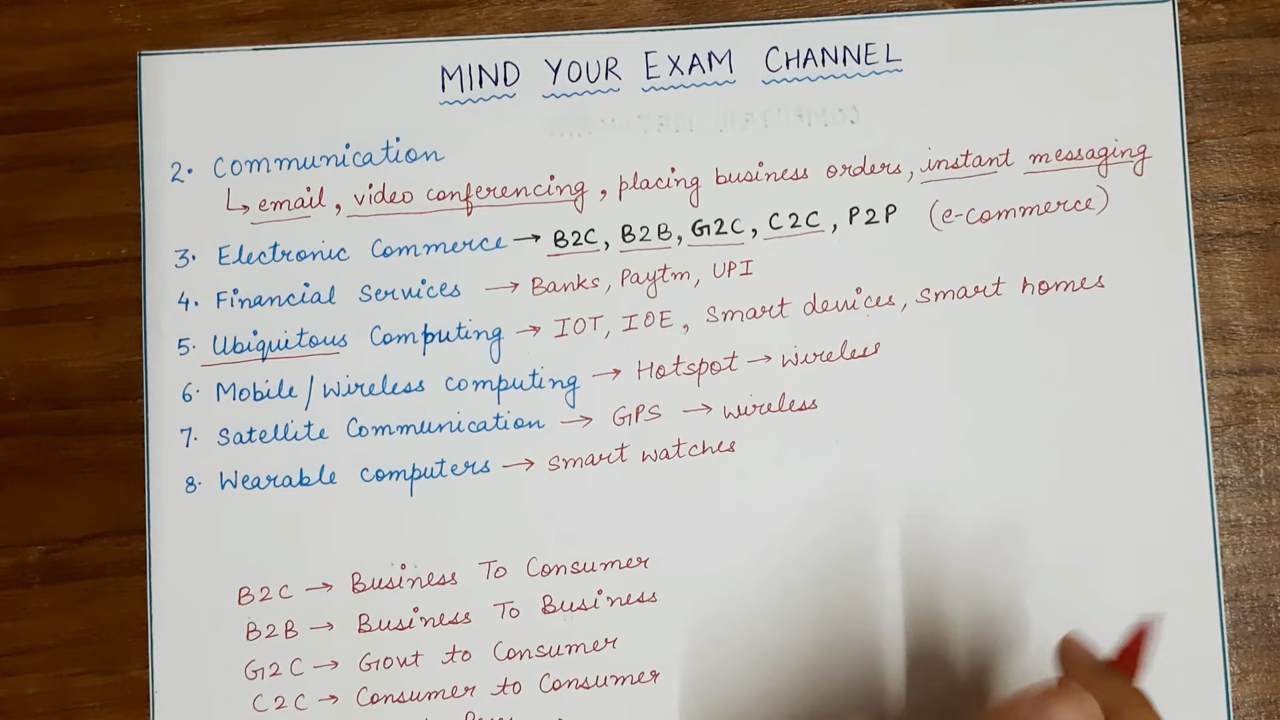 MIND YOUR EXAM CHANNEL
2. Communication
↳ email, video conferencing, placing business orders, instant messaging
3. Electronic Commerce → B2C, B2B, G2C, C2C, P2P (e-commerce)
4. Financial Services → Banks, Paytm, UPI
5. Ubiquitous Computing → IOT, IOE, Smart devices, Smart homes
6. Mobile/Wireless computing → Hotspot → wireless
7. Satellite Communication → GPS → wireless
8. Wearable computers → smart watches
B2C → Business To Consumer
B2B → Business To Business
G2C → Govt to Consumer
C2C → Consumer to Consumer